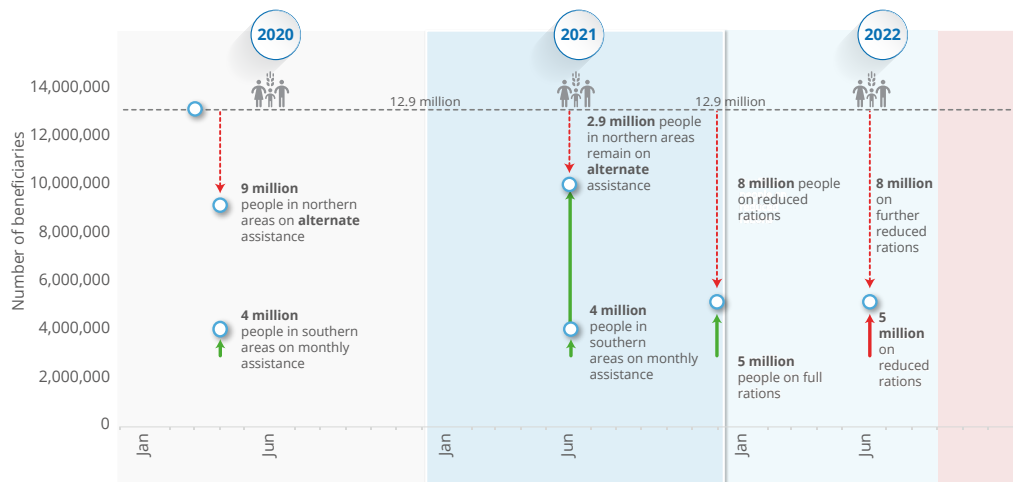 2020
2021
2022
14,000,000
12,000,000
10,000,000
8,000,000
6,000,000
4,000,000
2,000,000
0
Number of beneficiaries
12.9 million
12.9 million
9 million
people in northern
areas on alternate
assistance
4 million
people in southern
areas on monthly
assistance
2.9 million people
in northern areas
remain on
alternate
assistance
4 million
people in
southern
areas on monthly
assistance
8 million people
on reduced
rations
5 million
people on full
rations
8 million
on
further
reduced
rations
5
million
on
reduced
rations
Jan
Jun
Jan
Jun
Jan
Jun